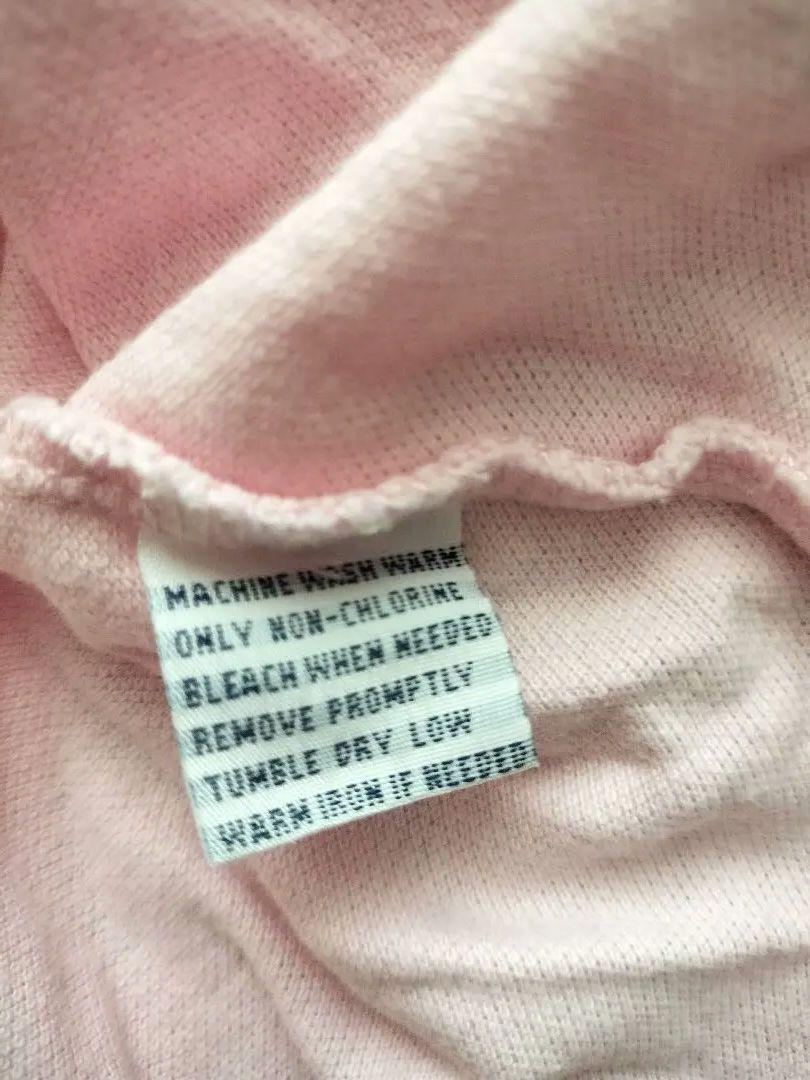 MACHINE WASH WARM
ONLY NON-CHLORINE
BLEACH WHEN NEEDED
REMOVE PROMPTLY
TUMBLE DRY LOW
WARM IRON IF NEEDED